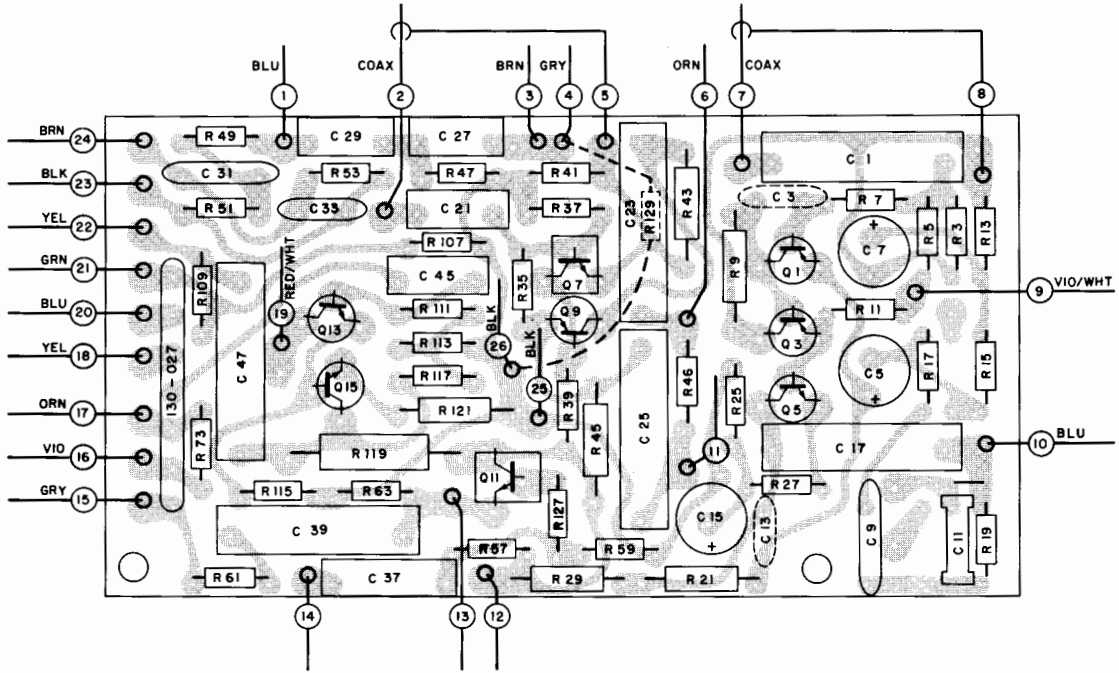 BLU
COAX
BRN
GRY
ORN
COAX
1
2
3
4
5
6
7
8
BRN
24
R 49
C 29
C 27
C 1
BLK
23
C 31
R 53
R 47
R 41
R 43
C 3
R 7
YEL
22
R 51
C 33
C 21
R 37
C 23
R 129
R 5
R 3
R 13
R 107
C 7
GRN
21
R 109
RED/WHT
C 45
R 35
Q 7
R 9
Q 1
9
VIO/WHT
BLU
20
19
Q 13
R 111
BLK
Q 9
R 11
YEL
18
C 47
R 113
26
BLK
Q 3
R 17
R 15
130-027
Q 15
R 117
25
R 39
R 46
R 25
C 5
ORN
17
R 121
R 45
C 25
Q 5
R 73
R 119
11
C 17
10
BLU
VIO
16
Q 11
GRY
15
R 115
R 63
R 127
R 27
C 39
C 15
+
C 13
C 9
C 11
R 19
R 57
R 59
R 61
C 37
R 29
R 21
14
13
12
+